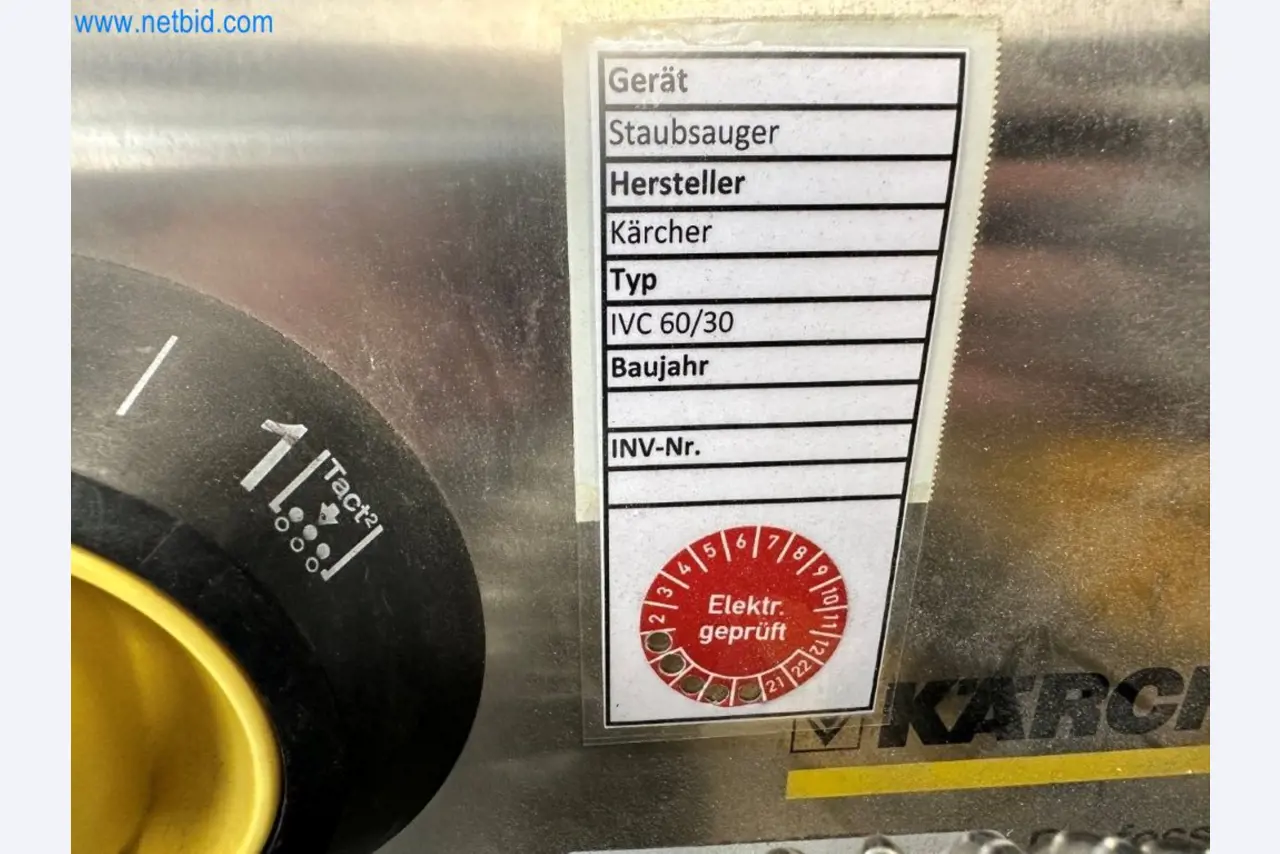 www.netbid.com
Gerät
Staubsauger
Hersteller
Kärcher
Typ
IVC 60/30
Baujahr
INV-Nr.
1
Tact²
2 3 4 5 6 7 8 9 10 11 12
Elektr.
geprüft
21 22